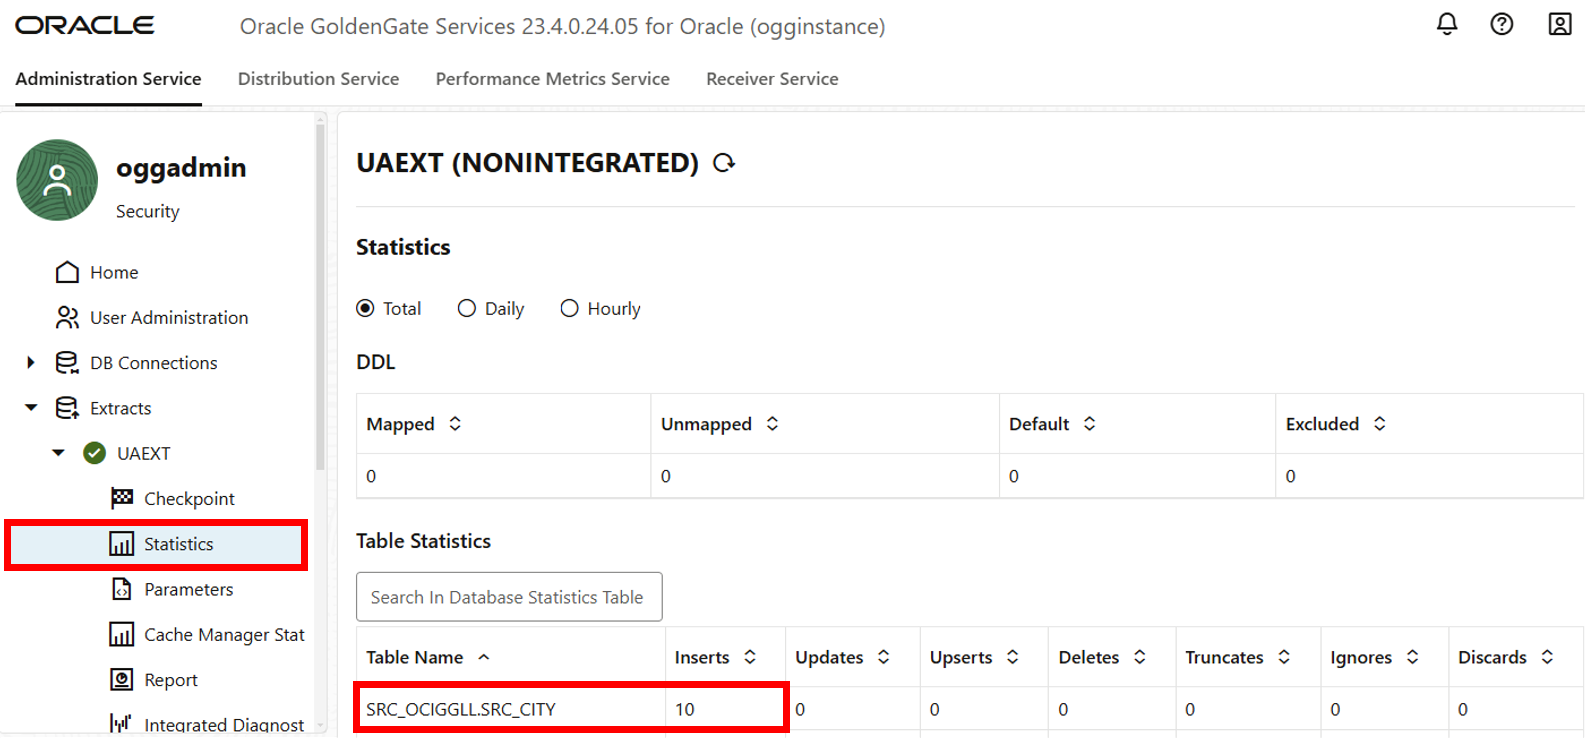 ORACLE
Oracle GoldenGate Services 23.4.0.24.05 for Oracle (ogginstance)
Administration Service Distribution Service Performance Metrics Service Receiver Service
oggadmin
Security
Home
User Administration
DB Connections
Extracts
UAEXT
Checkpoint
Statistics
Parameters
Cache Manager Stat
Report
Integrated Diagnost
UAEXT (NONINTEGRATED)
Statistics
Total Daily Hourly
DDL
Mapped Unmapped Default Excluded
0 0 0 0
Table Statistics
Search In Database Statistics Table
Table Name Inserts Updates Upserts Deletes Truncates Ignores Discards
SRC_OCIGGLL.SRC_CITY 10 0 0 0 0 0 0